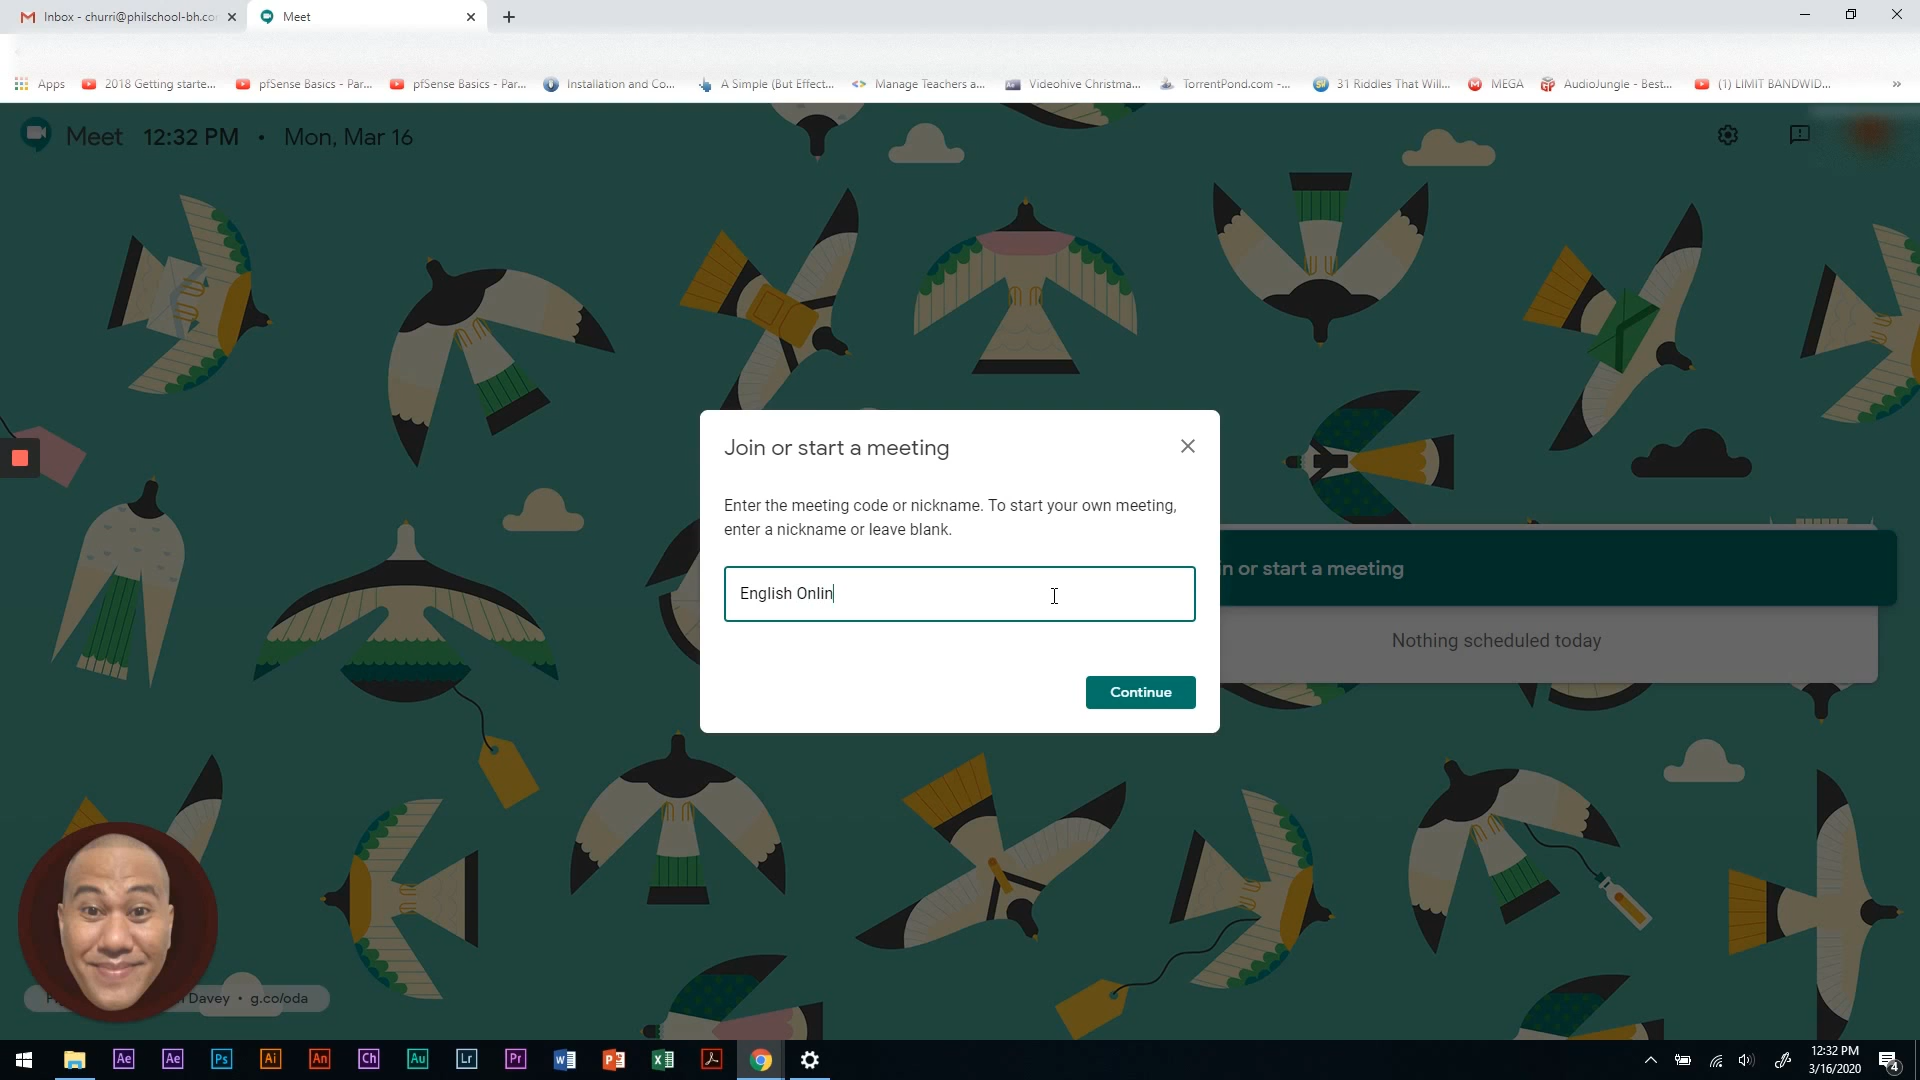 Inbox - churri@philschool-bh.co
Meet
Apps
2018 Getting starte...
pfSense Basics - Par...
pfSense Basics - Par...
Installation and Co...
A Simple (But Effect...
Manage Teachers a...
Videohive Christma...
TorrentPond.com -...
31 Riddles That Will...
MEGA
AudioJungle - Best...
(1) LIMIT BANDWID...
»
Meet 12:32 PM • Mon, Mar 16
Join or start a meeting
Enter the meeting code or nickname. To start your own meeting,
enter a nickname or leave blank.
English Onlin
Continue
n or start a meeting
Nothing scheduled today
Davey • g.co/oda
Ae
Ae
Ps
Ai
An
Ch
Au
Lr
Pr
12:32 PM
3/16/2020
4